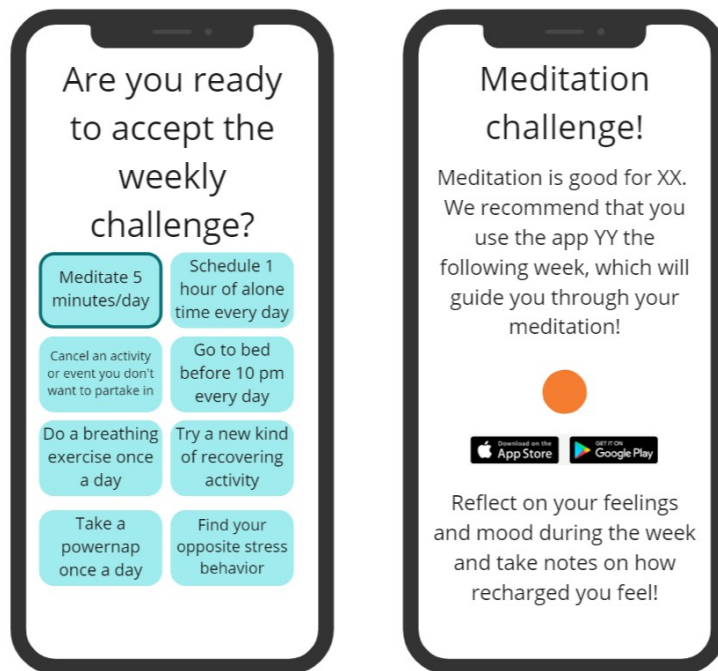 Are you ready
to accept the
weekly
challenge?
Meditate 5
minutes/day
Schedule 1
hour of alone
time every day
Cancel an activity
or event you don't
want to partake in
Go to bed
before 10 pm
every day
Do a breathing
exercise once
a day
Try a new kind
of recovering
activity
Take a
powernap
once a day
Find your
opposite stress
behavior
Meditation
challenge!
Meditation is good for XX.
We recommend that you
use the app YY the
following week, which will
guide you through your
meditation!
Download on the
App Store
GET IT ON
Google Play
Reflect on your feelings
and mood during the week
and take notes on how
recharged you feel!